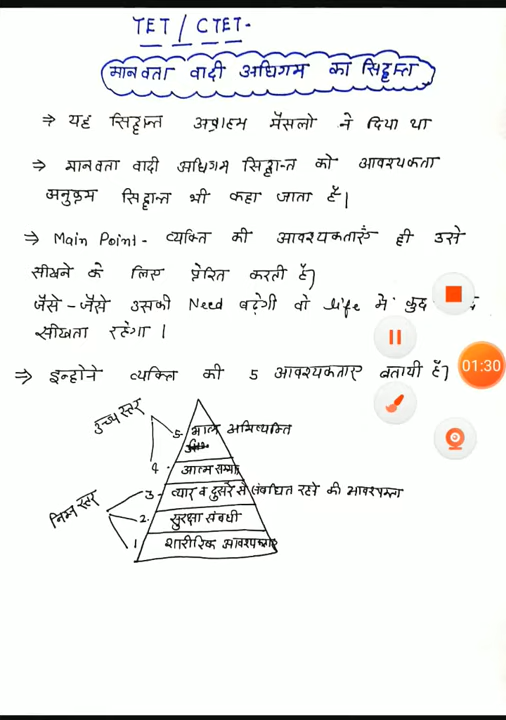 TET / CTET-
मानवता वादी अधिगम का सिद्धान्त
⇒ यह सिद्धान्त अब्राहम मैसलो ने दिया था
⇒ मानवता वादी अधिगम सिद्धान्त को आवश्यकता
अनुक्रम सिद्धान्त भी कहा जाता है।
⇒ Main Point - व्यक्ति की आवश्यकताएं ही उसे
सीखने के लिए प्रेरित करती है)
जैसे-जैसे उसकी Need बढ़ेगी वो life में कुछ
सीखता रहेगा।
⇒ इन्होने व्यक्ति की 5 आवश्यकताए बतायी है)
01:30
उच्च स्तर
5- आत्म अभिव्यक्ति
4- आत्म सम्मान
निम्न स्तर
3- प्यार व दुसरे से संबंधित रहने की आवश्यकता
2- सुरक्षा संबधी
1- शारीरिक आवश्यकताए